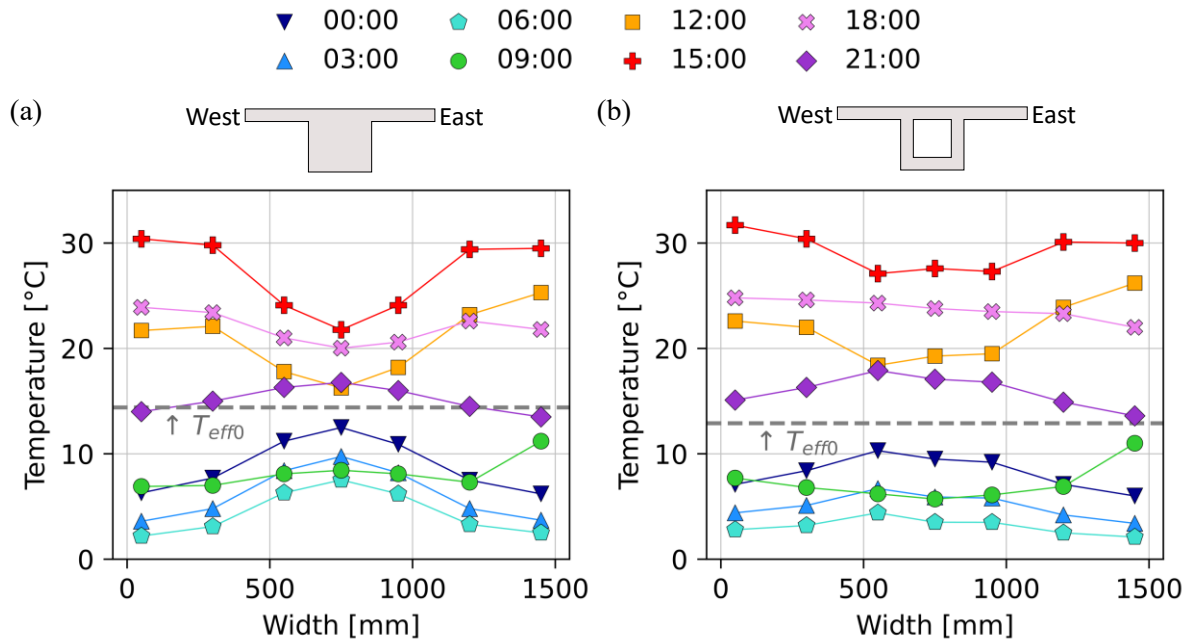 00:00 06:00 12:00 18:00
03:00 09:00 15:00 21:00
(a) West East
(b) West East
30
20
10
0
Temperature [°C]
↑ T_eff0
0 500 1000 1500
Width [mm]
30
20
10
0
Temperature [°C]
↑ T_eff0
0 500 1000 1500
Width [mm]